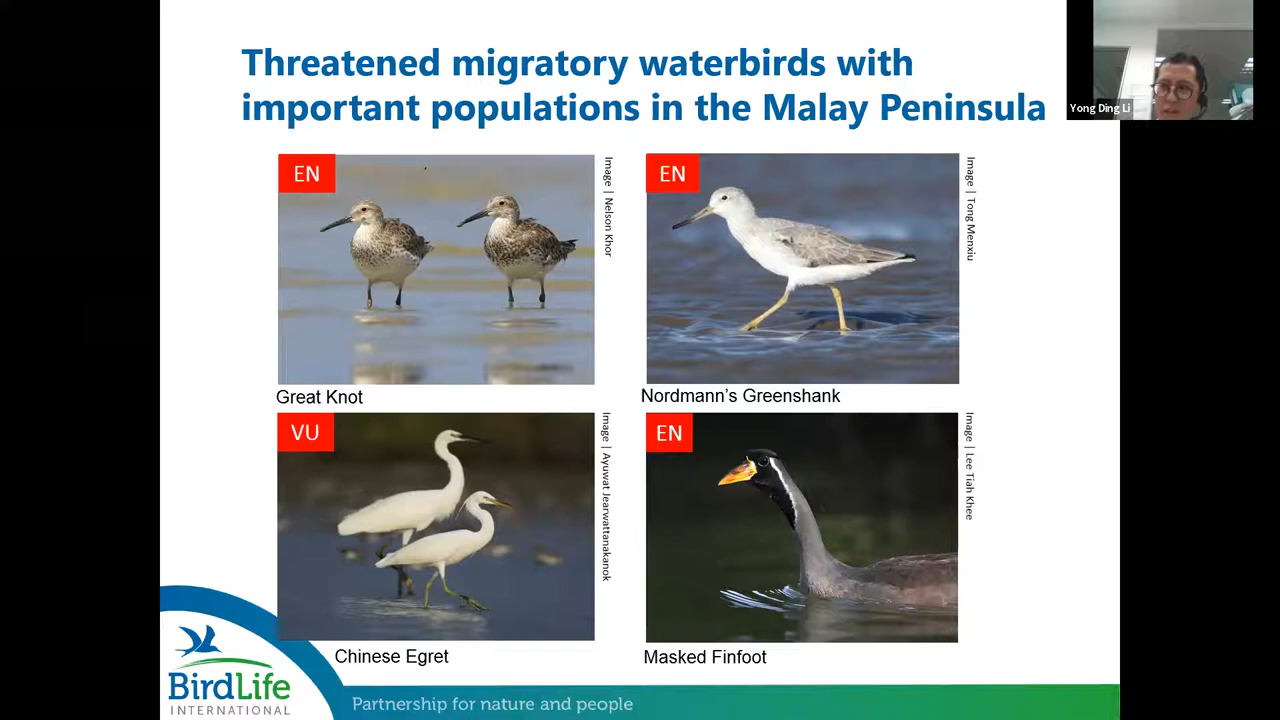 Threatened migratory waterbirds with
important populations in the Malay Peninsula
Yong Ding Li
EN
Image | Nelson Khor
EN
Image | Tong Menxiu
Great Knot
Nordmann's Greenshank
VU
Image | Ayuwat Jearwattanakanok
EN
Image | Lee Tiah Khee
Chinese Egret
Masked Finfoot
BirdLife
INTERNATIONAL
Partnership for nature and people